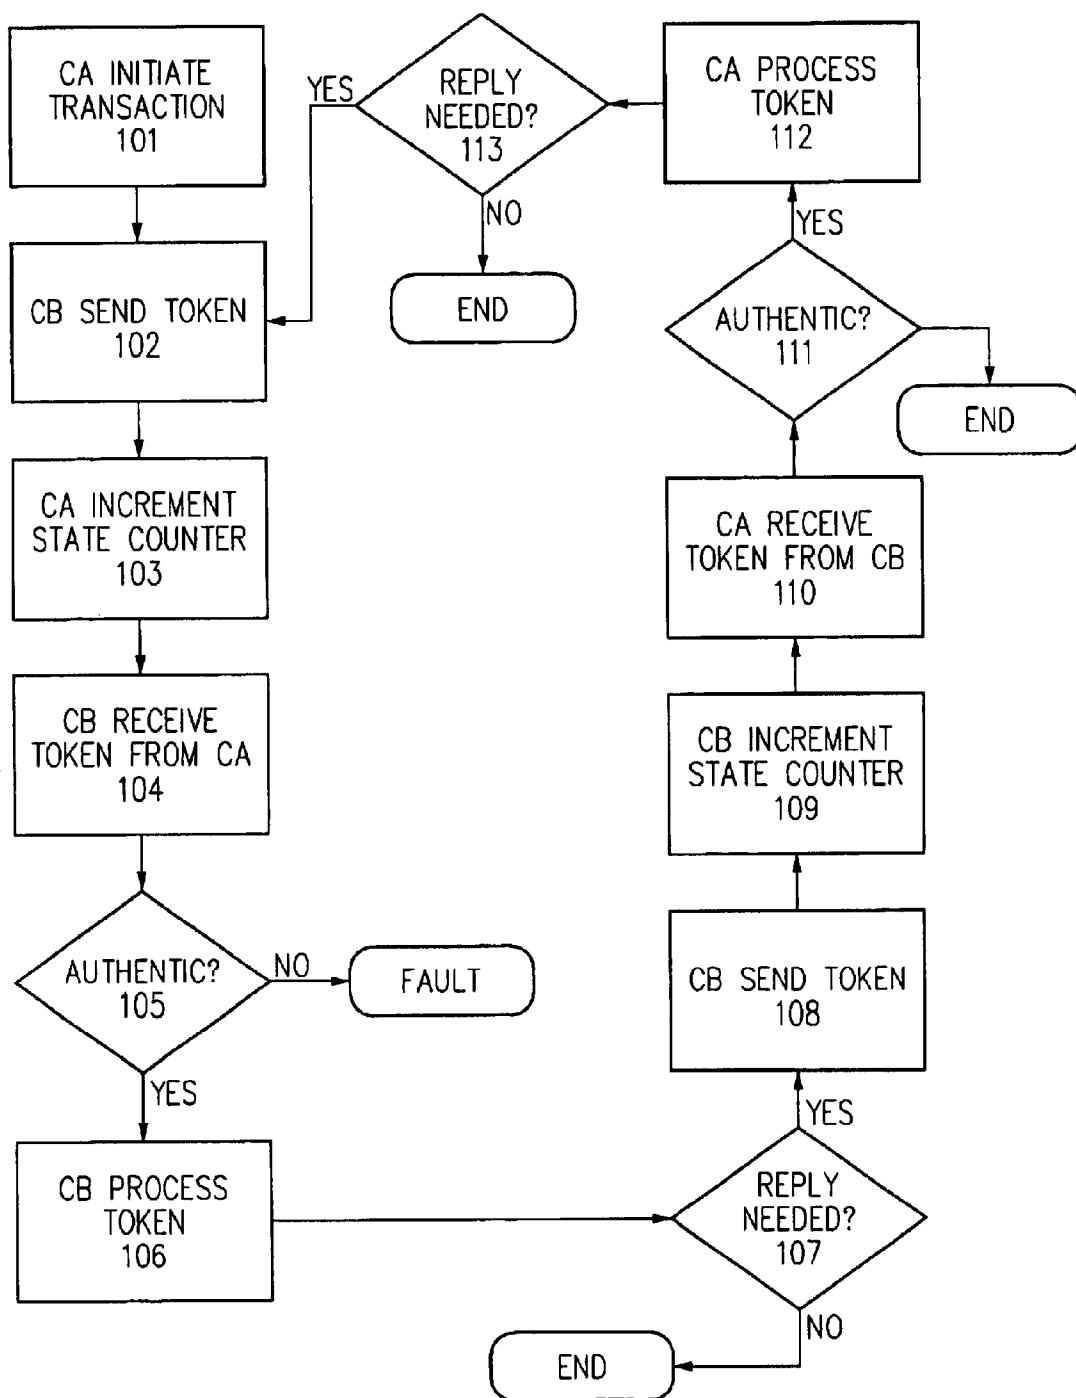 CA INITIATE
TRANSACTION
101
CB SEND TOKEN
102
CA INCREMENT
STATE COUNTER
103
CB RECEIVE
TOKEN FROM CA
104
AUTHENTIC?
105
NO
FAULT
YES
CB PROCESS
TOKEN
106
REPLY
NEEDED?
107
NO
END
YES
CB SEND TOKEN
108
CB INCREMENT
STATE COUNTER
109
CA RECEIVE
TOKEN FROM CB
110
AUTHENTIC?
111
END
YES
CA PROCESS
TOKEN
112
REPLY
NEEDED?
113
YES
NO
END